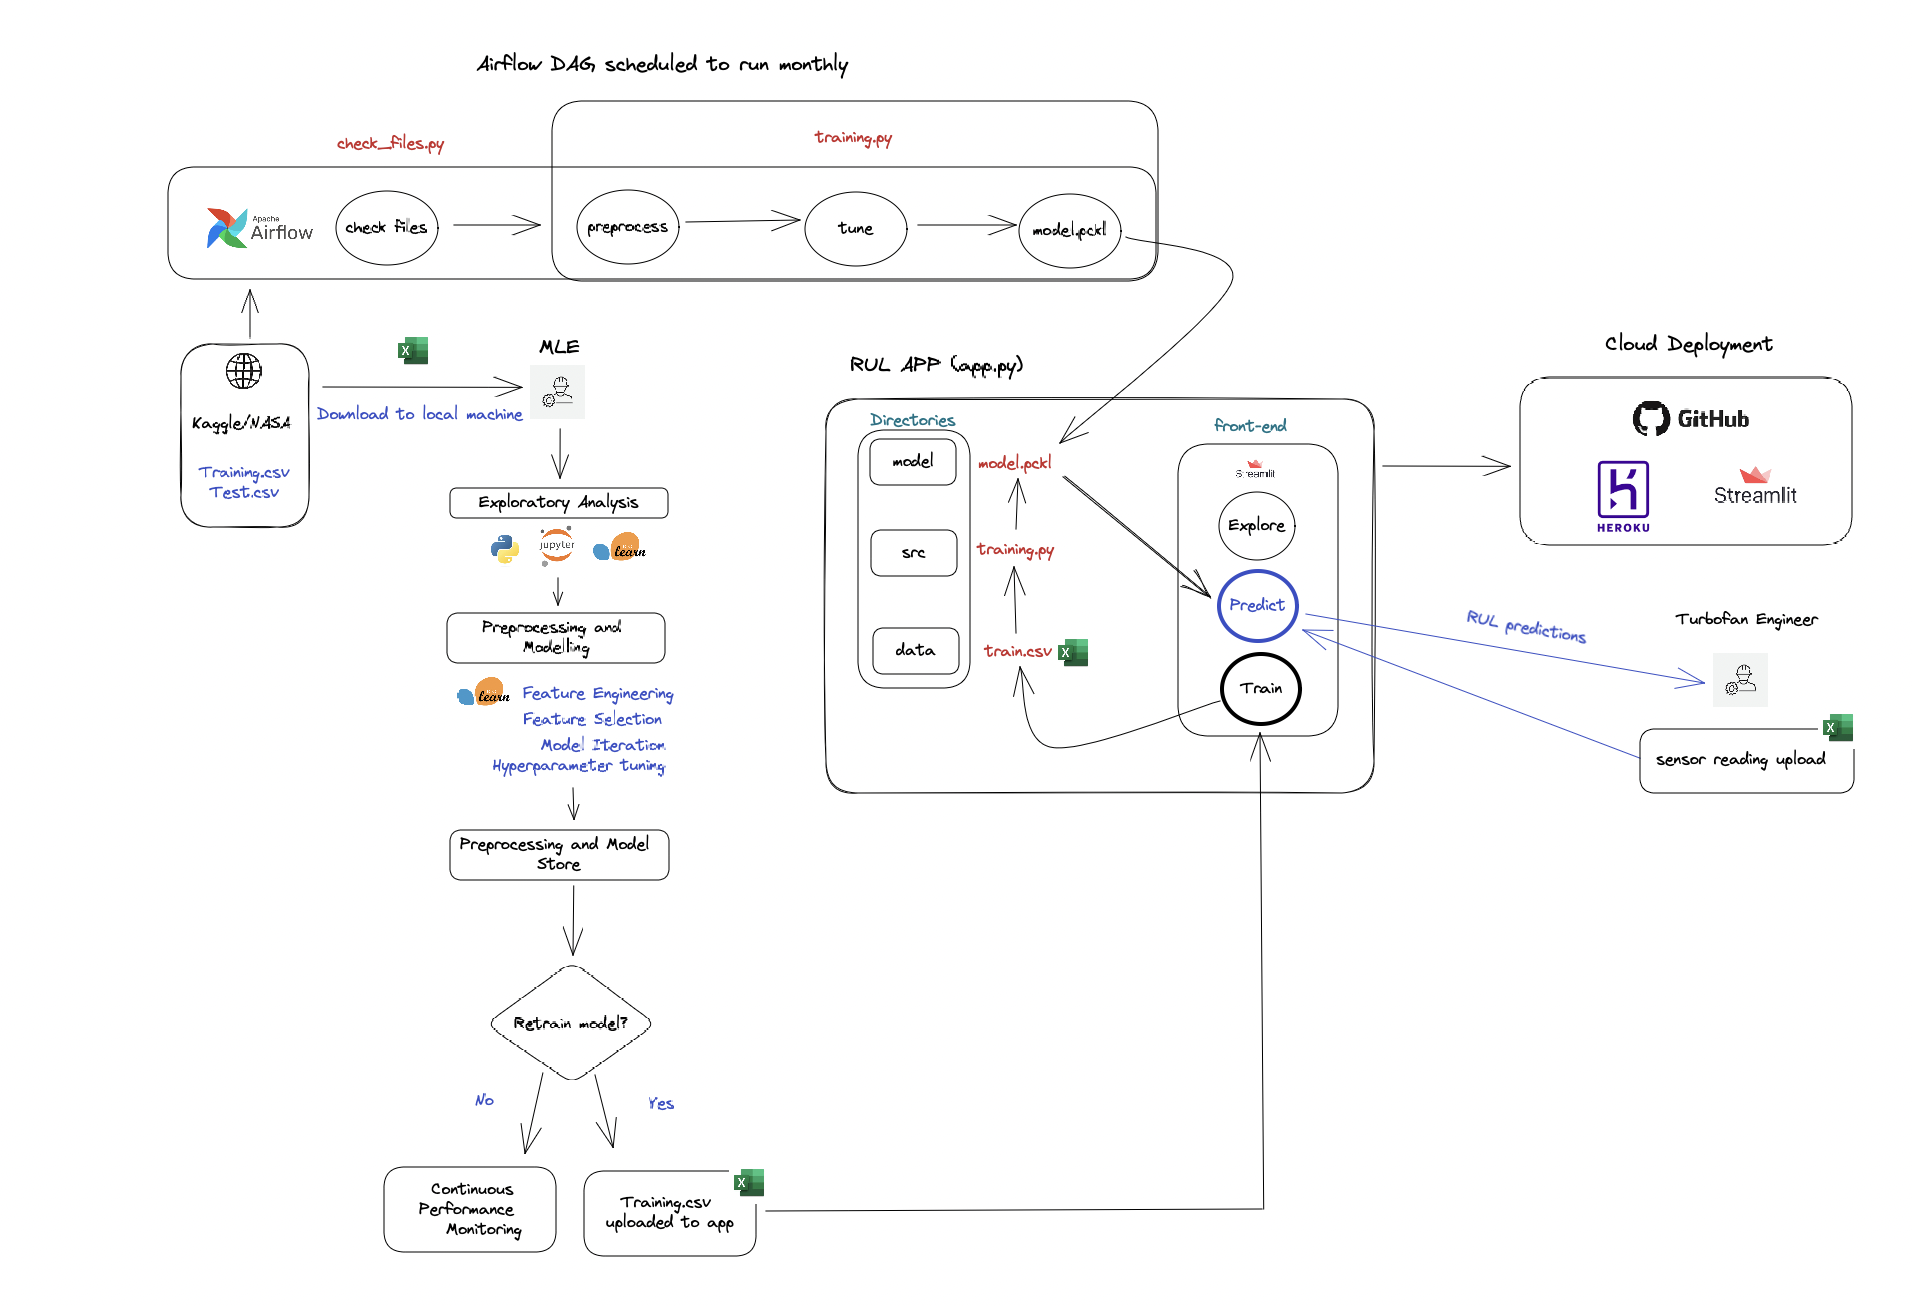 Airflow DAG, scheduled to run monthly
check_files.py
training.py
Apache
Airflow
check files
preprocess
tune
model.pckl
Kaggle/NASA
Training.csv
Test.csv
X
Download to local machine
MLE
Exploratory Analysis
jupyter
learn
Preprocessing and
Modelling
learn
Feature Engineering
Feature Selection
Model Iteration
Hyperparameter tuning
Preprocessing and Model
Store
Retrain model?
No
Yes
Continuous
Performance
Monitoring
X
Training.csv
uploaded to app
RUL APP (app.py)
Directories
model
src
data
model.pckl
training.py
train.csv
X
front-end
Streamlit
Explore
Predict
Train
Cloud Deployment
GitHub
HEROKU
Streamlit
RUL predictions
Turbofan Engineer
X
sensor reading upload